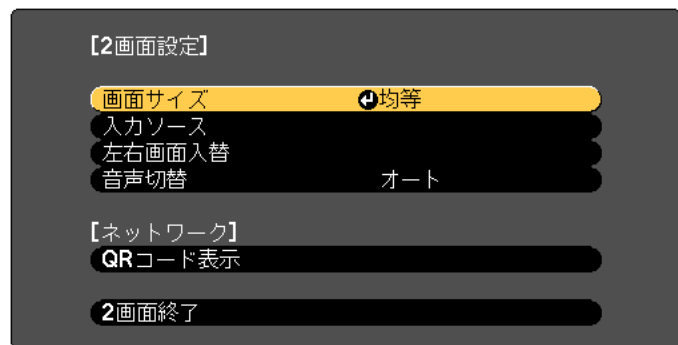 [2画面設定]
画面サイズ 均等
入力ソース
左右画面入替
音声切替 オート
[ネットワーク]
QRコード表示
2画面終了